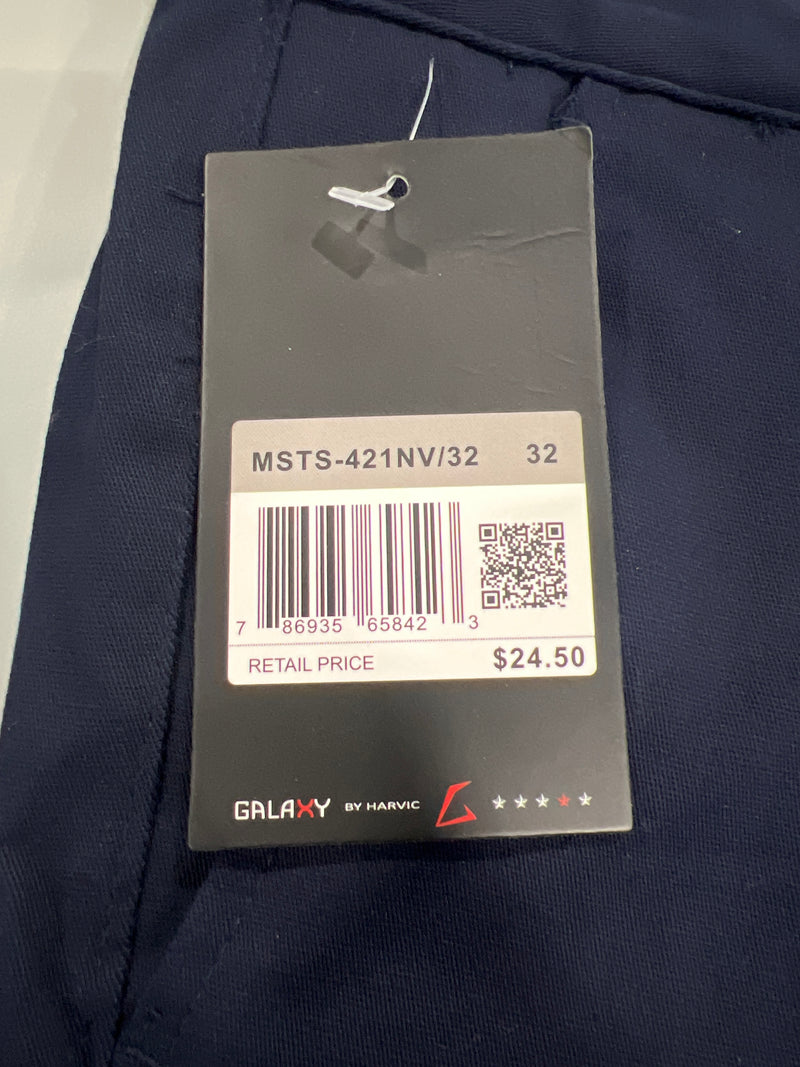 MSTS-421NV/32 32
7 86935 65842 3
RETAIL PRICE $24.50
GALAXY BY HARVIC